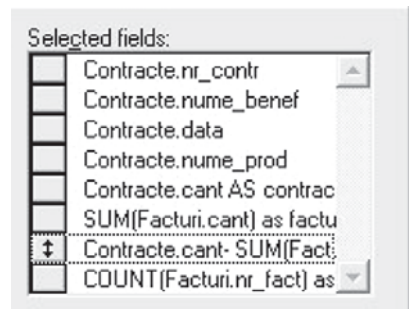 Selected fields:
Contracte.nr_contr
Contracte.nume_benef
Contracte.data
Contracte.nume_prod
Contracte.cant AS contrac
SUM(Facturi.cant) as factu
Contracte.cant- SUM(Fact
COUNT(Facturi.nr_fact) as